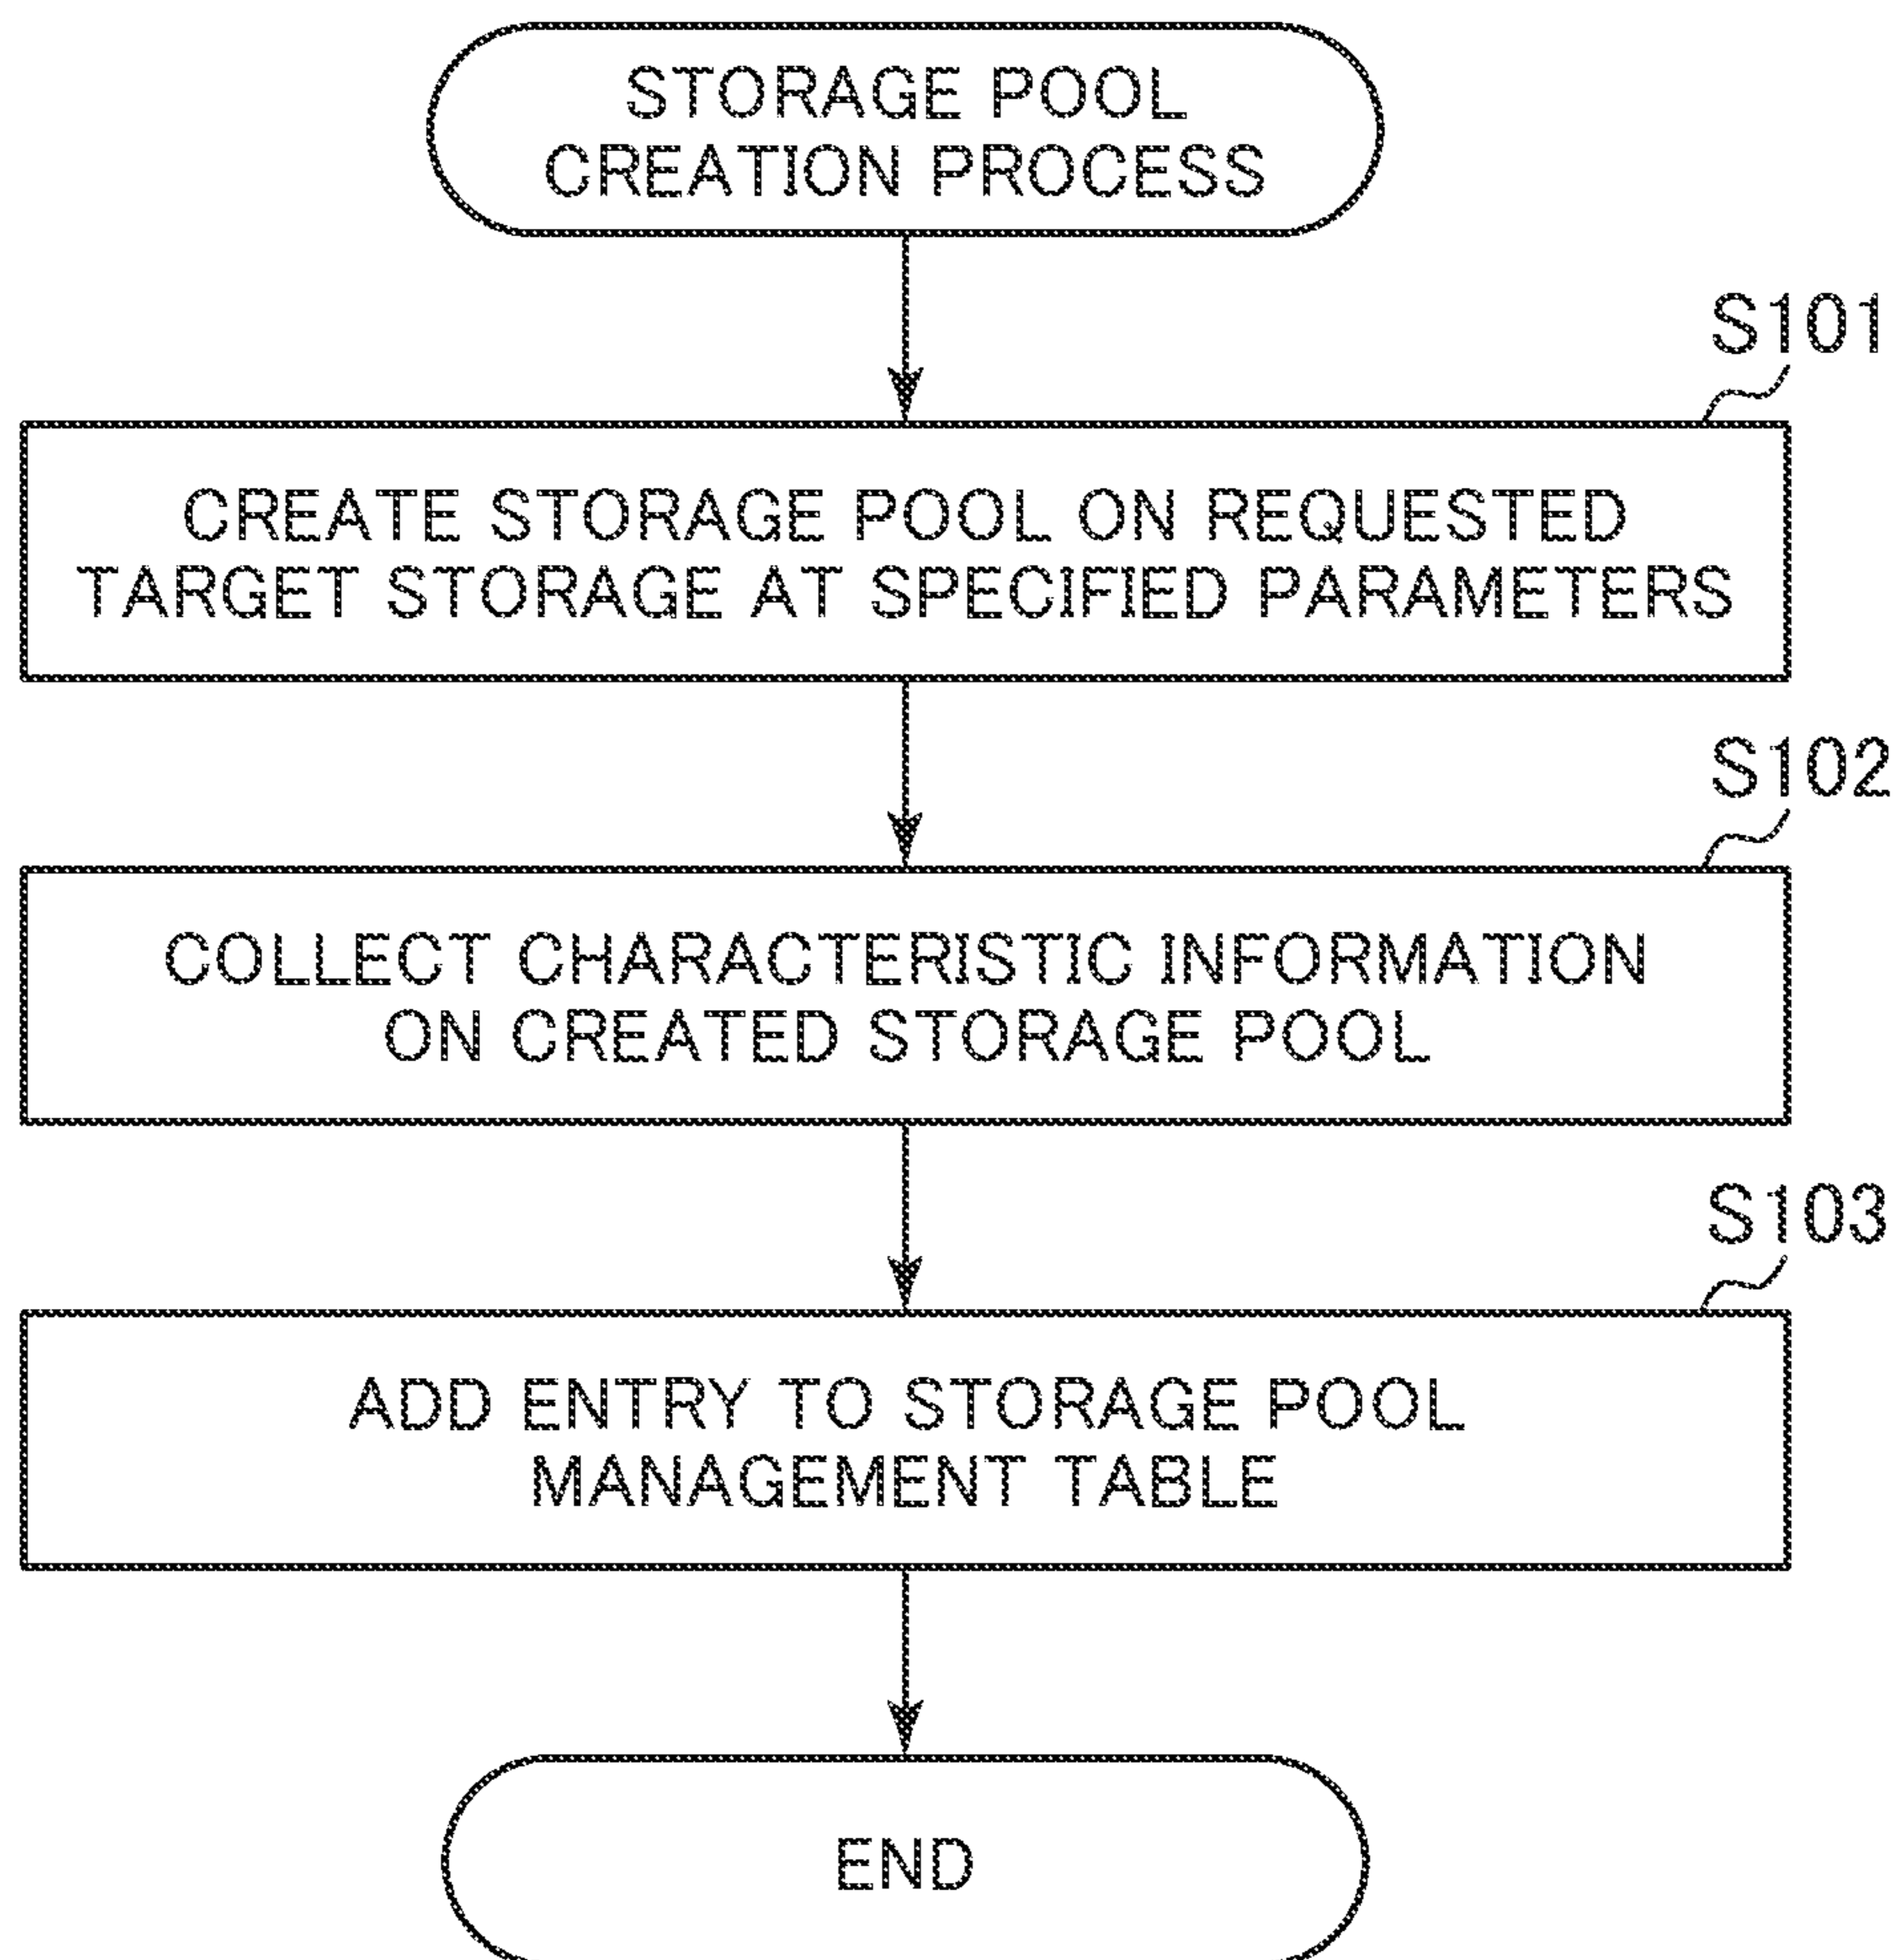 STORAGE POOL
CREATION PROCESS
S101
CREATE STORAGE POOL ON REQUESTED
TARGET STORAGE AT SPECIFIED PARAMETERS
S102
COLLECT CHARACTERISTIC INFORMATION
ON CREATED STORAGE POOL
S103
ADD ENTRY TO STORAGE POOL
MANAGEMENT TABLE
END